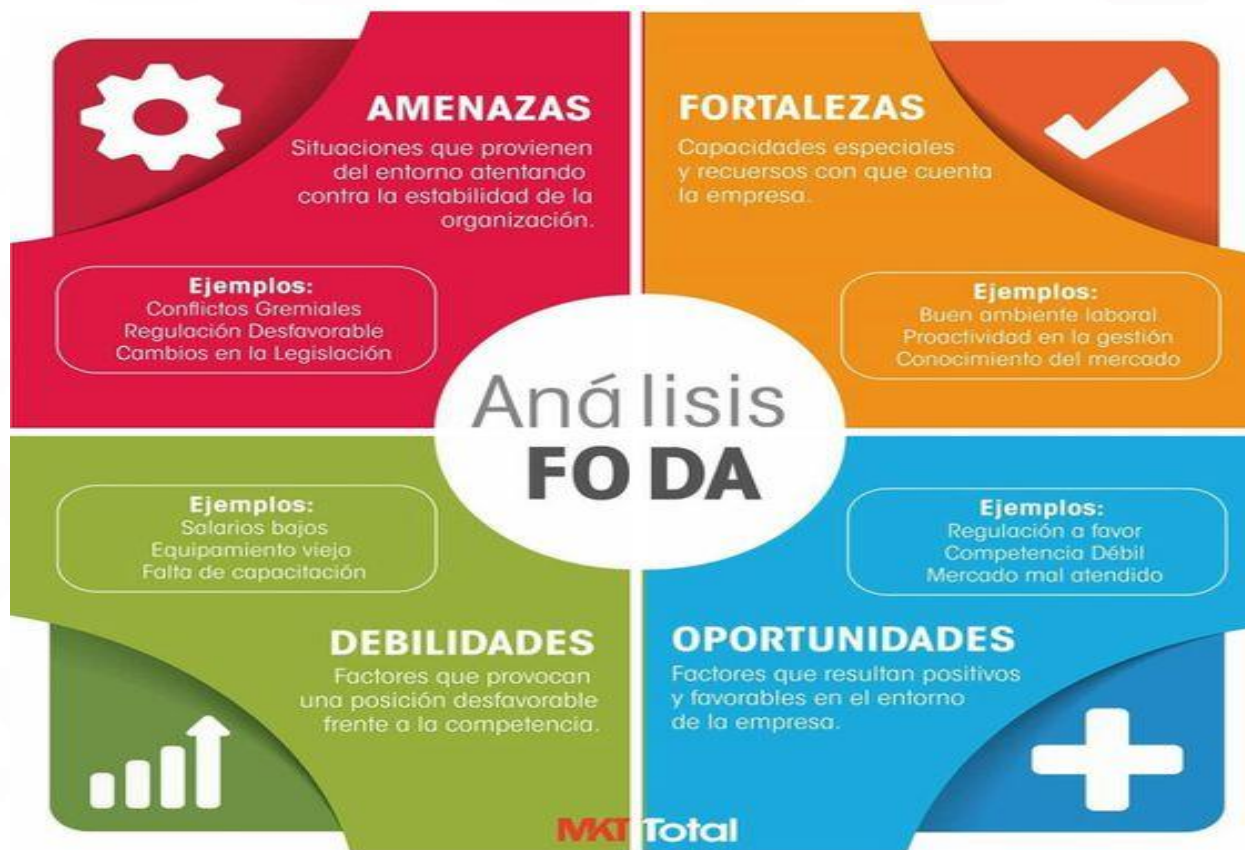 AMENAZAS
Situaciones que provienen
del entorno atentando
contra la estabilidad de la
organización.
Ejemplos:
Conflictos Gremiales
Regulación Desfavorable
Cambios en la Legislación
FORTALEZAS
Capacidades especiales
y recuersos con que cuenta
la empresa.
Ejemplos:
Buen ambiente laboral
Proactividad en la gestión
Conocimiento del mercado
Aná lisis
FO DA
Ejemplos:
Salarios bajos
Equipamiento viejo
Falta de capacitación
DEBILIDADES
Factores que provocan
una posición desfavorable
frente a la competencia.
Ejemplos:
Regulación a favor
Competencia Débil
Mercado mal atendido
OPORTUNIDADES
Factores que resultan positivos
y favorables en el entorno
de la empresa.
MKT Total